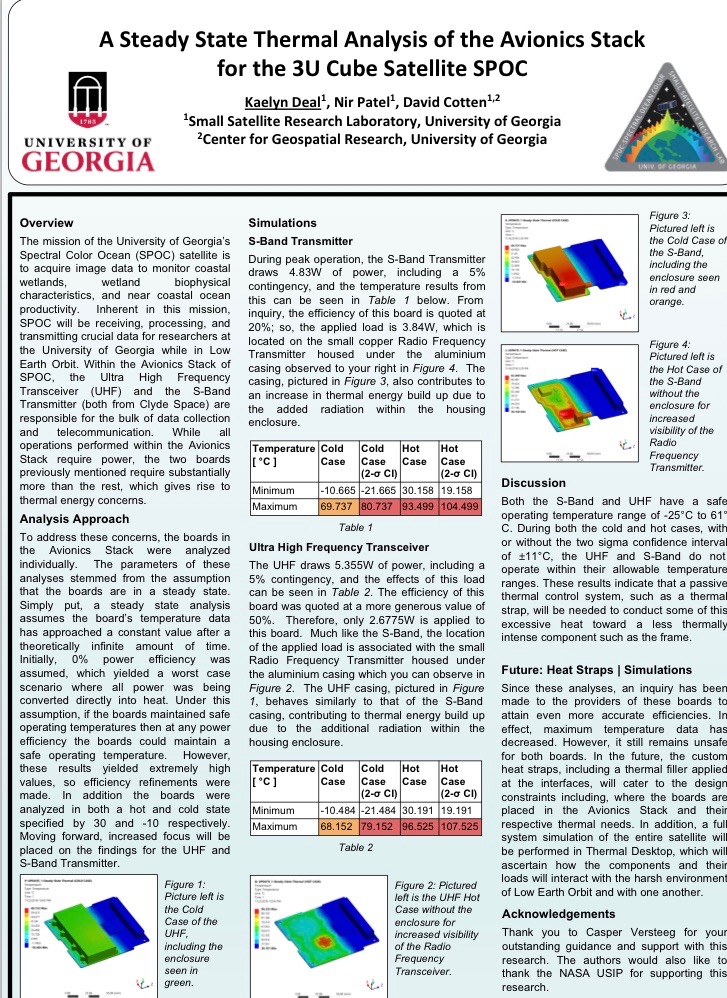 A Steady State Thermal Analysis of the Avionics Stack
for the 3U Cube Satellite SPOC
Kaelyn Deal1, Nir Patel1, David Cotten1,2
1Small Satellite Research Laboratory, University of Georgia
2Center for Geospatial Research, University of Georgia
1785
UNIVERSITY OF
GEORGIA
UNIV. OF GEORGIA
Overview
The mission of the University of Georgia's
Spectral Color Ocean (SPOC) satellite is
to acquire image data to monitor coastal
wetlands, wetland biophysical
characteristics, and near coastal ocean
productivity. Inherent in this mission,
SPOC will be receiving, processing, and
transmitting crucial data for researchers at
the University of Georgia while in Low
Earth Orbit. Within the Avionics Stack of
SPOC, the Ultra High Frequency
Transceiver (UHF) and the S-Band
Transmitter (both from Clyde Space) are
responsible for the bulk of data collection
and telecommunication. While all
operations performed within the Avionics
Stack require power, the two boards
previously mentioned require substantially
more than the rest, which gives rise to
thermal energy concerns.
Analysis Approach
To address these concerns, the boards in
the Avionics Stack were analyzed
individually. The parameters of these
analyses stemmed from the assumption
that the boards are in a steady state.
Simply put, a steady state analysis
assumes the board's temperature data
has approached a constant value after a
theoretically infinite amount of time.
Initially, 0% power efficiency was
assumed, which yielded a worst case
scenario where all power was being
converted directly into heat. Under this
assumption, if the boards maintained safe
operating temperatures then at any power
efficiency the boards could maintain a
safe operating temperature. However,
these results yielded extremely high
values, so efficiency refinements were
made. In addition the boards were
analyzed in both a hot and cold state
specified by 30 and -10 respectively.
Moving forward, increased focus will be
placed on the findings for the UHF and
S-Band Transmitter.
Figure 1:
Picture left is
the Cold
Case of the
UHF,
including the
enclosure
seen in
green.
Simulations
S-Band Transmitter
During peak operation, the S-Band Transmitter
draws 4.83W of power, including a 5%
contingency, and the temperature results from
this can be seen in Table 1 below. From
inquiry, the efficiency of this board is quoted at
20%; so, the applied load is 3.84W, which is
located on the small copper Radio Frequency
Transmitter housed under the aluminium
casing observed to your right in Figure 4. The
casing, pictured in Figure 3, also contributes to
an increase in thermal energy build up due to
the added radiation within the housing
enclosure.
Temperature [ °C ] Cold Case Cold Case (2-σ CI) Hot Case Hot Case (2-σ CI)
Minimum -10.665 -21.665 30.158 19.158
Maximum 69.737 80.737 93.499 104.499
Table 1
Ultra High Frequency Transceiver
The UHF draws 5.355W of power, including a
5% contingency, and the effects of this load
can be seen in Table 2. The efficiency of this
board was quoted at a more generous value of
50%. Therefore, only 2.6775W is applied to
this board. Much like the S-Band, the location
of the applied load is associated with the small
Radio Frequency Transmitter housed under
the aluminium casing which you can observe in
Figure 2. The UHF casing, pictured in Figure
1, behaves similarly to that of the S-Band
casing, contributing to thermal energy build up
due to the additional radiation within the
housing enclosure.
Temperature [ °C ] Cold Case Cold Case (2-σ CI) Hot Case Hot Case (2-σ CI)
Minimum -10.484 -21.484 30.191 19.191
Maximum 68.152 79.152 96.525 107.525
Table 2
Figure 2: Pictured
left is the UHF Hot
Case without the
enclosure for
increased visibility
of the Radio
Frequency
Transceiver.
Figure 3:
Pictured left is
the Cold Case of
the S-Band,
including the
enclosure seen
in red and
orange.
Figure 4:
Pictured left is
the Hot Case of
the S-Band
without the
enclosure for
increased
visibility of the
Radio
Frequency
Transmitter.
Discussion
Both the S-Band and UHF have a safe
operating temperature range of -25°C to 61°
C. During both the cold and hot cases, with
or without the two sigma confidence interval
of ±11°C, the UHF and S-Band do not
operate within their allowable temperature
ranges. These results indicate that a passive
thermal control system, such as a thermal
strap, will be needed to conduct some of this
excessive heat toward a less thermally
intense component such as the frame.
Future: Heat Straps | Simulations
Since these analyses, an inquiry has been
made to the providers of these boards to
attain even more accurate efficiencies. In
effect, maximum temperature data has
decreased. However, it still remains unsafe
for both boards. In the future, the custom
heat straps, including a thermal filler applied
at the interfaces, will cater to the design
constraints including, where the boards are
placed in the Avionics Stack and their
respective thermal needs. In addition, a full
system simulation of the entire satellite will
be performed in Thermal Desktop, which will
ascertain how the components and their
loads will interact with the harsh environment
of Low Earth Orbit and with one another.
Acknowledgements
Thank you to Casper Versteeg for your
outstanding guidance and support with this
research. The authors would also like to
thank the NASA USIP for supporting this
research.